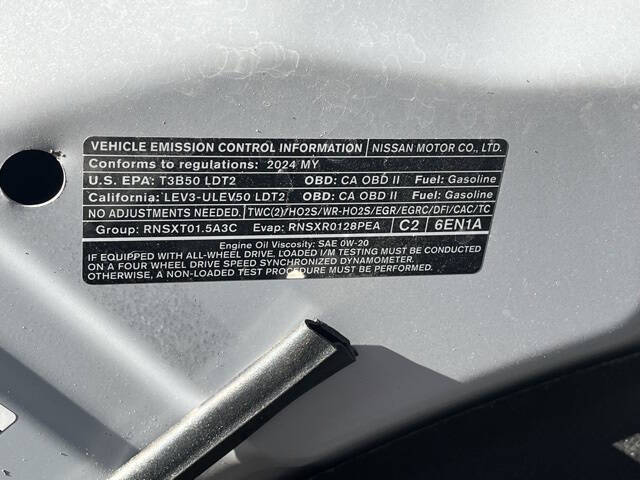 VEHICLE EMISSION CONTROL INFORMATION NISSAN MOTOR CO., LTD.
Conforms to regulations: 2024 MY
U.S. EPA: T3B50 LDT2 OBD: CA OBD II Fuel: Gasoline
California: LEV3-ULEV50 LDT2 OBD: CA OBD II Fuel: Gasoline
NO ADJUSTMENTS NEEDED. TWC(2)/HO2S/WR-HO2S/EGR/EGRC/DFI/CAC/TC
Group: RNSXT01.5A3C Evap: RNSXR0128PEA C2 6EN1A
Engine Oil Viscosity: SAE 0W-20
IF EQUIPPED WITH ALL-WHEEL DRIVE, LOADED I/M TESTING MUST BE CONDUCTED
ON A FOUR WHEEL DRIVE SPEED SYNCHRONIZED DYNAMOMETER.
OTHERWISE, A NON-LOADED TEST PROCEDURE MUST BE CONDUCTED.